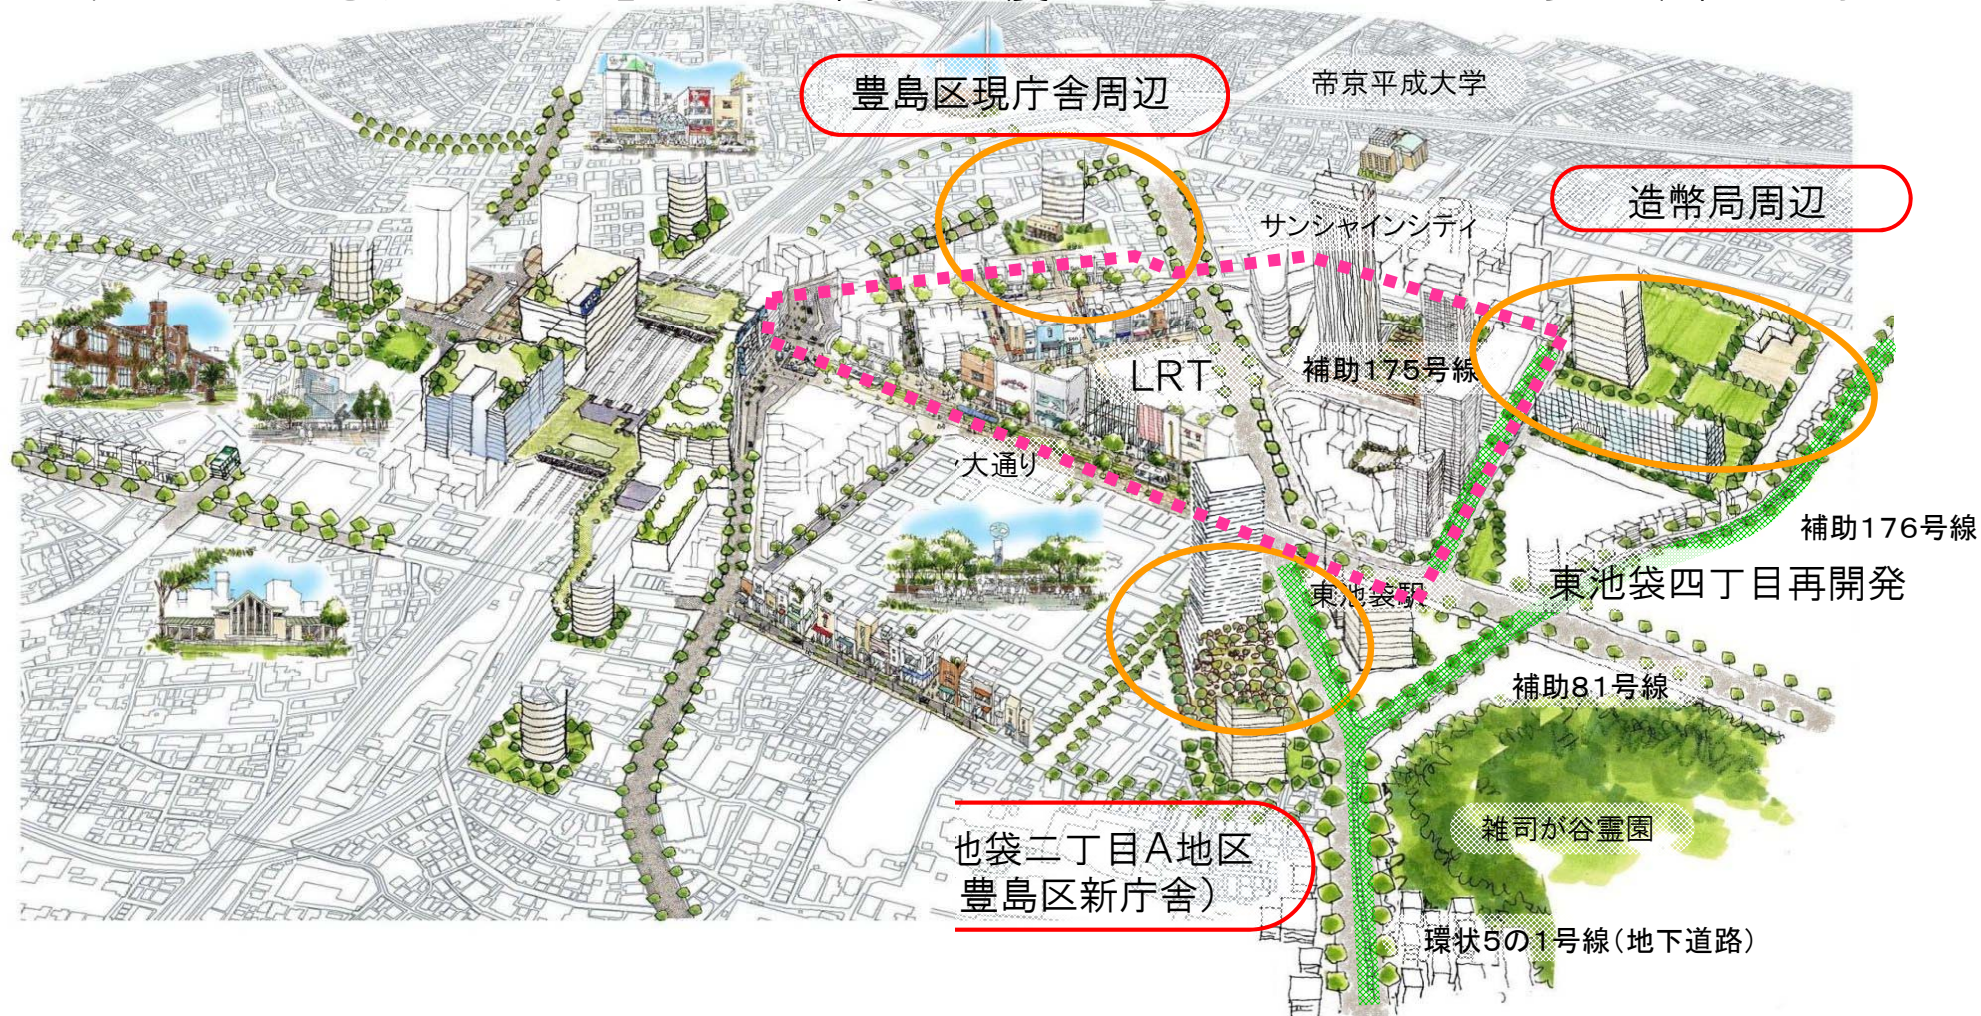 豊島区現庁舎周辺
帝京平成大学
造幣局周辺
サンシャインシティ
LRT
補助175号線
大通り
補助176号線
東池袋駅
東池袋四丁目再開発
補助81号線
雑司が谷霊園
池袋二丁目A地区
豊島区新庁舎）
環状5の1号線（地下道路）